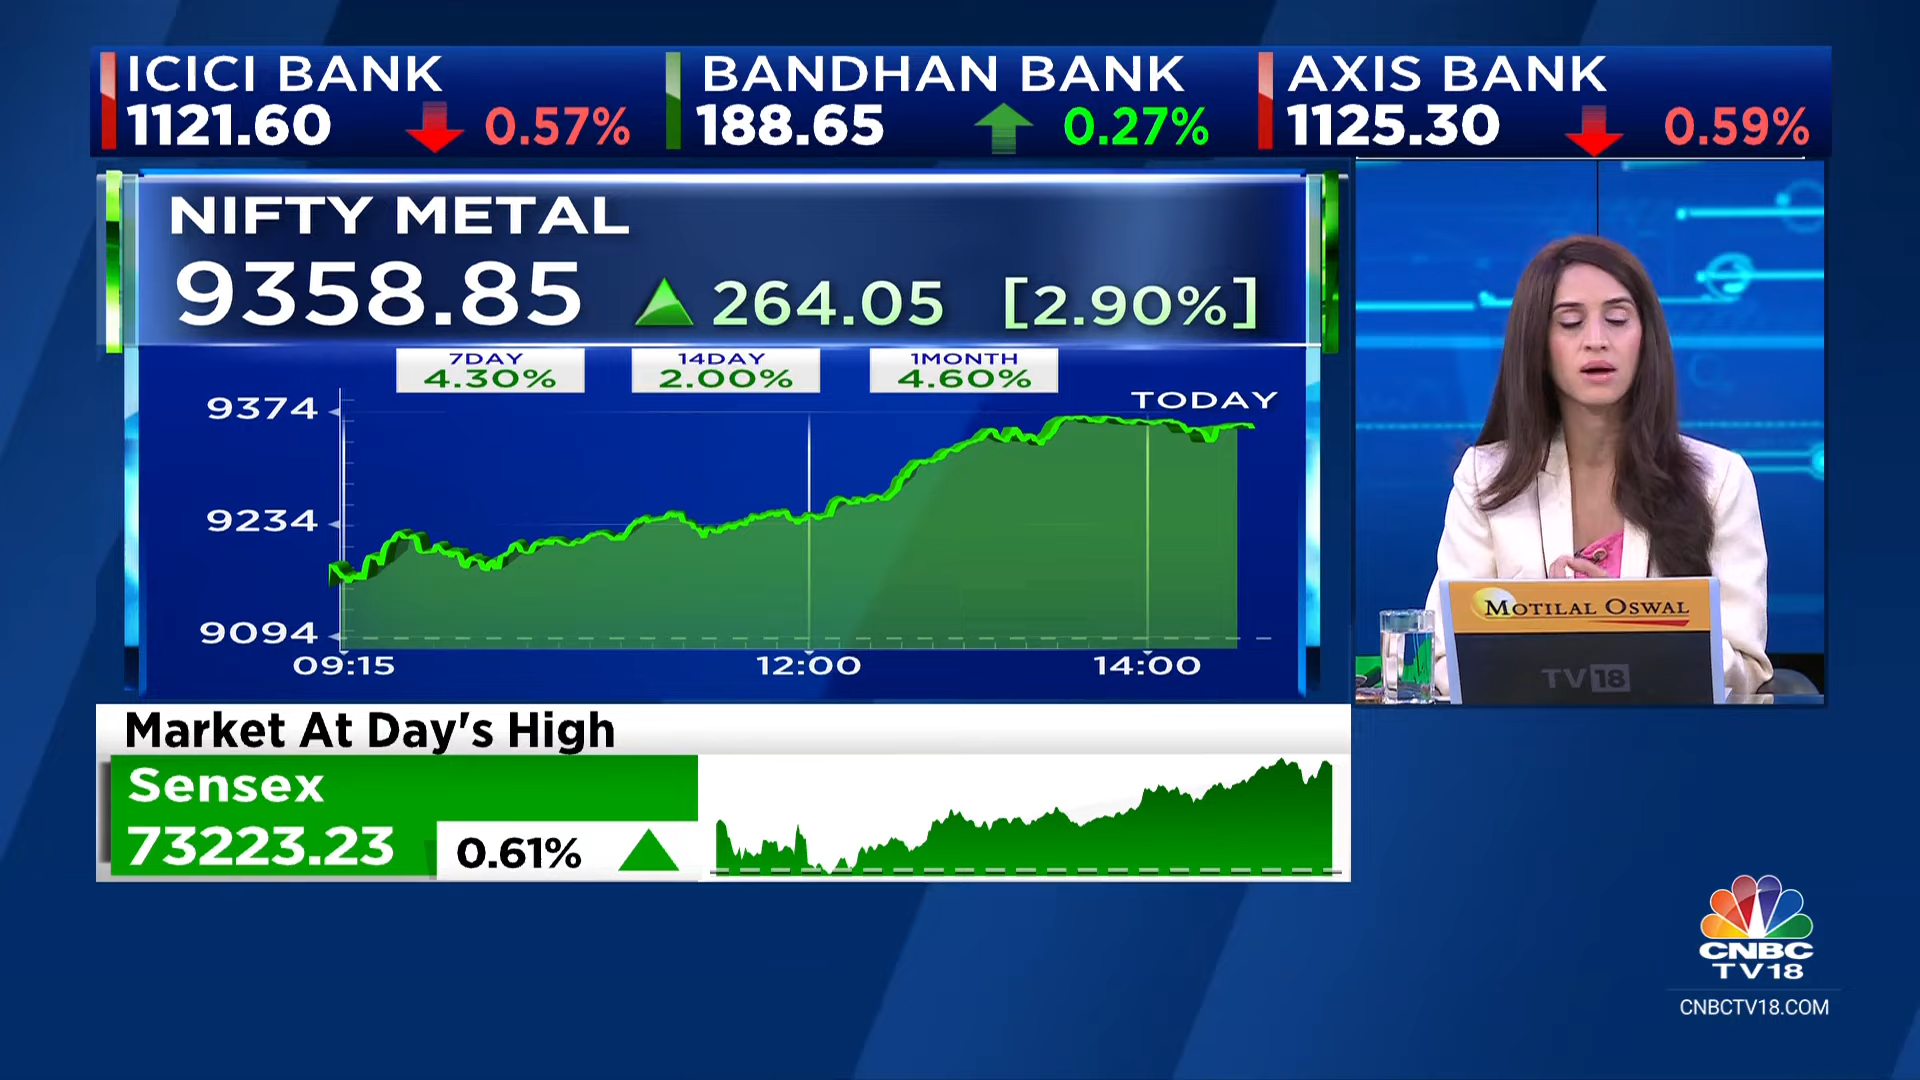 ICICI BANK
1121.60 0.57%
BANDHAN BANK
188.65 0.27%
AXIS BANK
1125.30 0.59%
NIFTY METAL
9358.85 264.05 [2.90%]
7DAY
4.30%
14DAY
2.00%
1MONTH
4.60%
TODAY
9374
9234
9094
09:15 12:00 14:00
MOTILAL OSWAL
TV18
Market At Day's High
Sensex
73223.23 0.61%
CNBC
TV18
CNBCTV18.COM